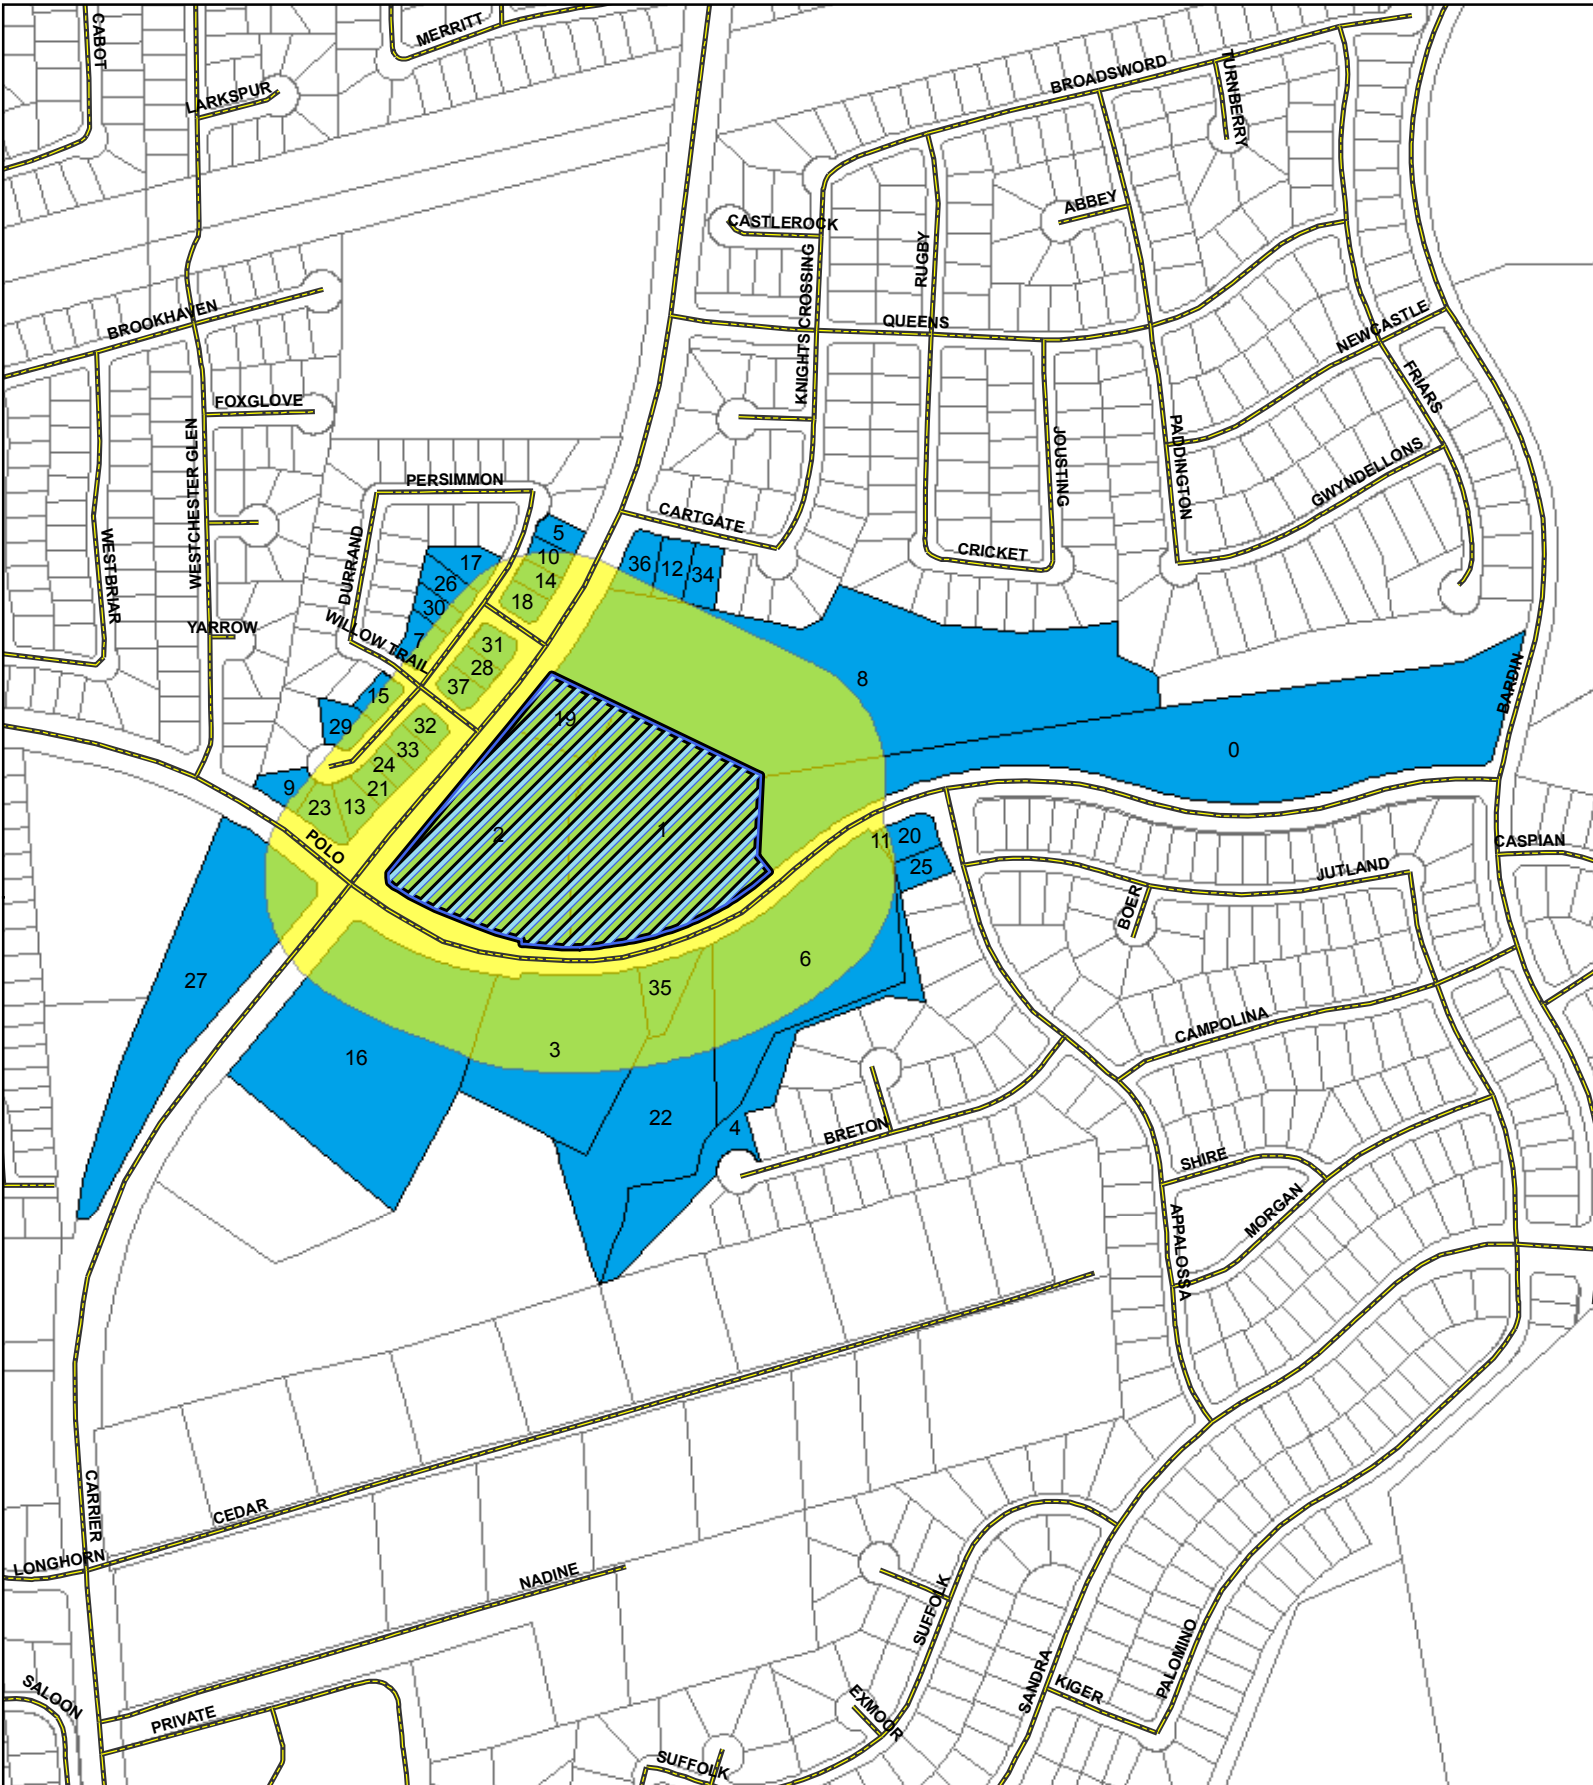 CABOT
MERRITT
LARKSPUR
BROADSWORD
TURNBERRY
ABBEY
CASTLEROCK
RUGBY
KNIGHTS CROSSING
QUEENS
BROOKHAVEN
NEWCASTLE
FRIARS
FOXGLOVE
WESTCHESTER GLEN
PADDINGTON
JOUSTING
GWYNDELLONS
PERSIMMON
CARTGATE
CRICKET
DURRAND
WESTBRIAR
YARROW
WILLOW TRAIL
5
10
17
14
26
18
30
7
36
12
34
31
28
37
15
29
32
33
24
21
9
23
13
19
8
0
BARDIN
2
1
POLO
11
20
25
CASPIAN
JUTLAND
BOER
27
6
35
16
3
CAMPOLINA
22
4
BRETON
SHIRE
MORGAN
APPALOSSA
CARRIER
CEDAR
LONGHORN
NADINE
SUFFOLK
SANDRA
PALOMINO
KIGER
EXMOOR
SALOON
PRIVATE
SUFFOLK